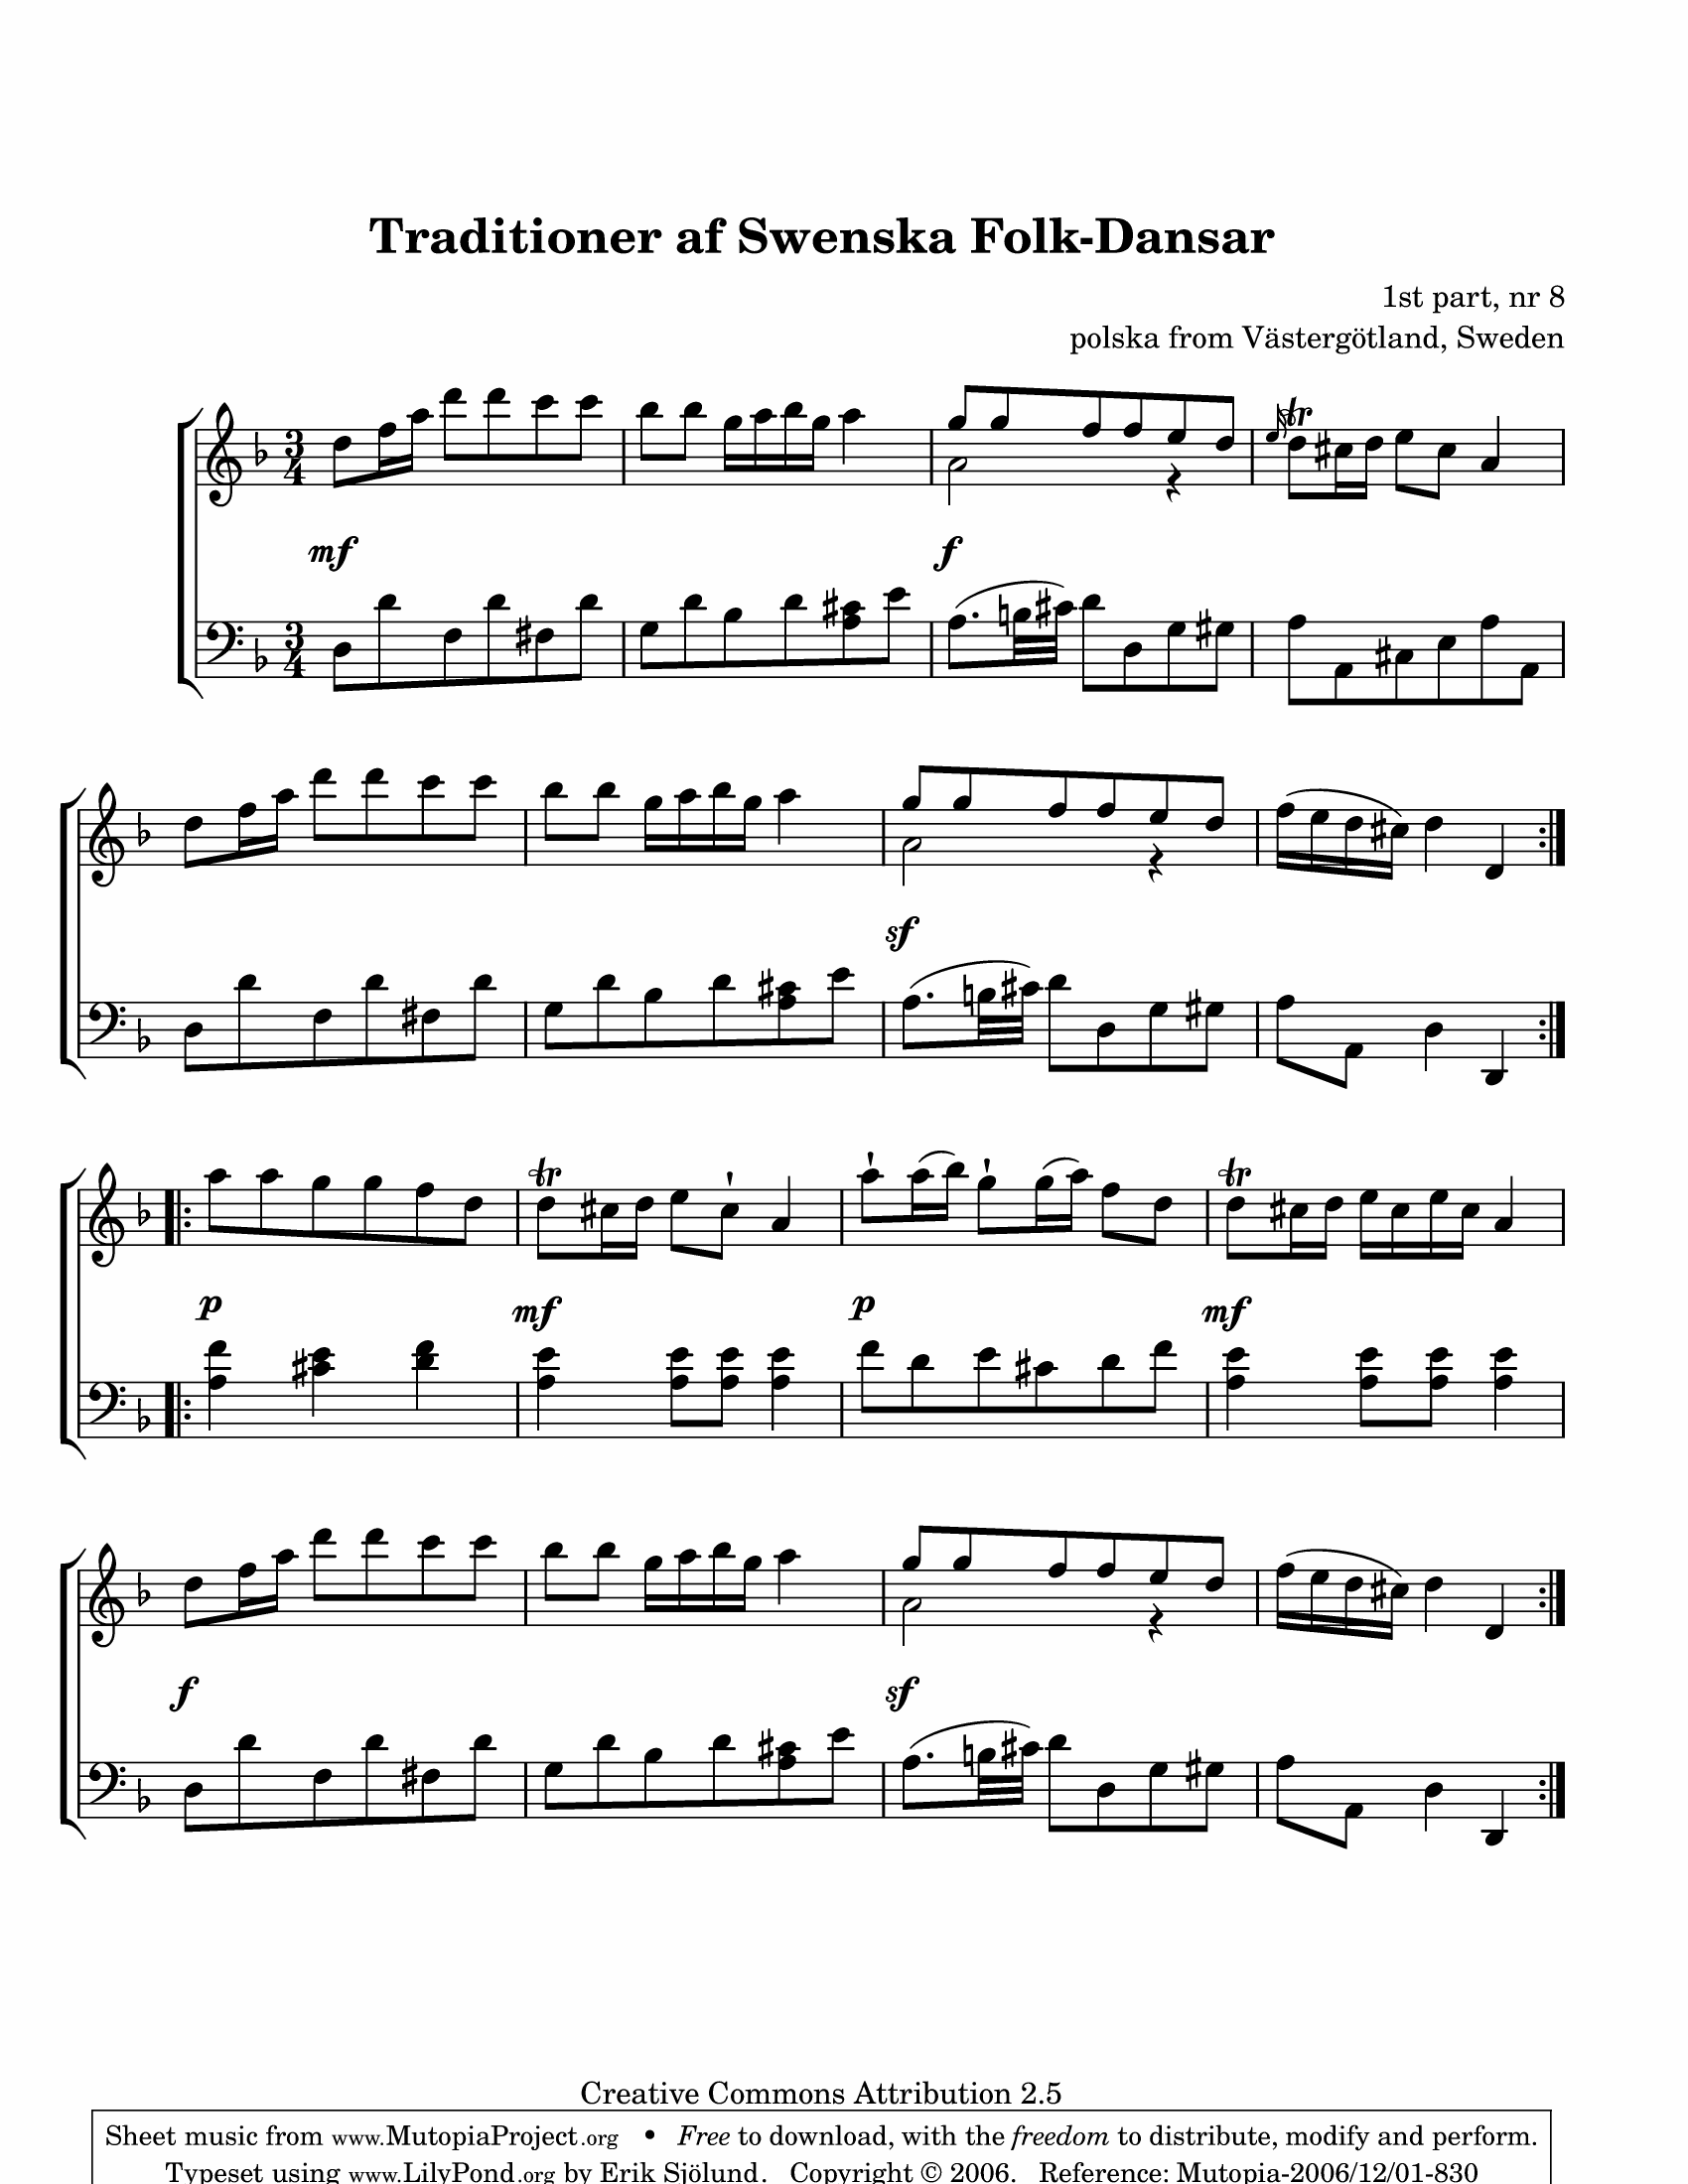 Traditioner af Swenska Folk-Dansar
1st part, nr 8
polska from Västergötland, Sweden
3
4
tr
mf
f
3
4
sf
tr
tr
p
mf
p
mf
f
sf
Creative Commons Attribution 2.5
Sheet music from www.MutopiaProject.org • Free to download, with the freedom to distribute, modify and perform.
Typeset using www.LilyPond.org by Erik Sjölund. Copyright © 2006. Reference: Mutopia-2006/12/01-830